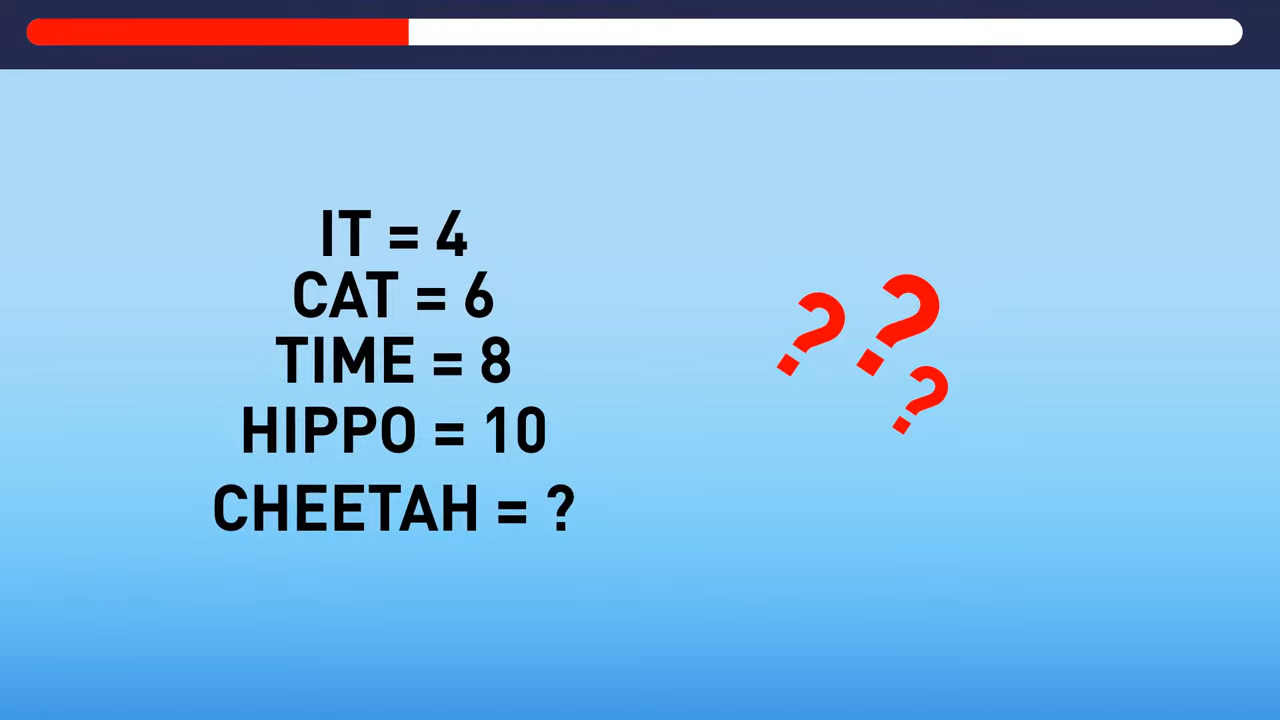 IT = 4
CAT = 6
TIME = 8
HIPPO = 10
CHEETAH = ?
? ? ?